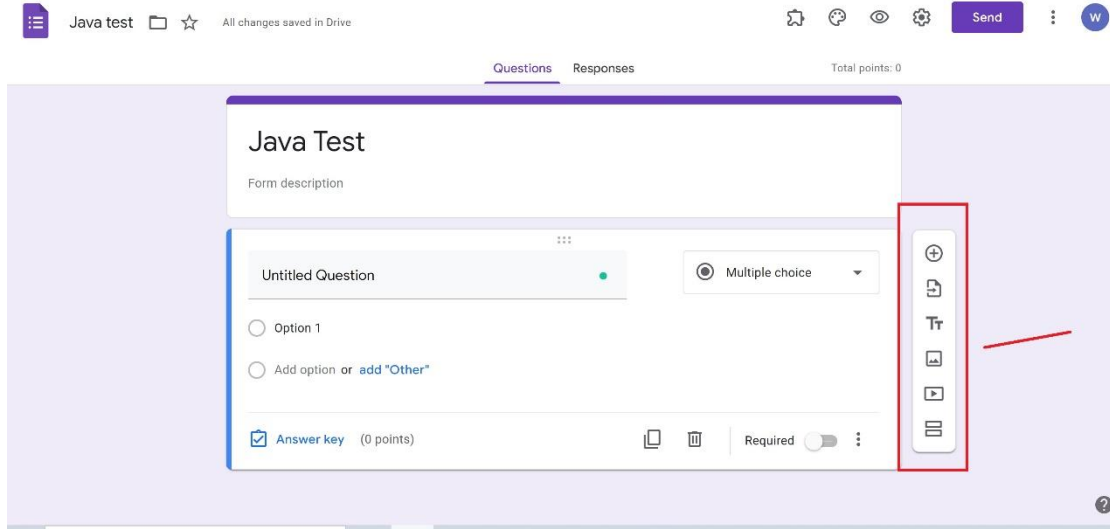 Java test
All changes saved in Drive
Send
W
Questions Responses
Total points: 0
Java Test
Form description
Untitled Question
Multiple choice
Option 1
Add option or add "Other"
Answer key (0 points)
Required
Tт
?